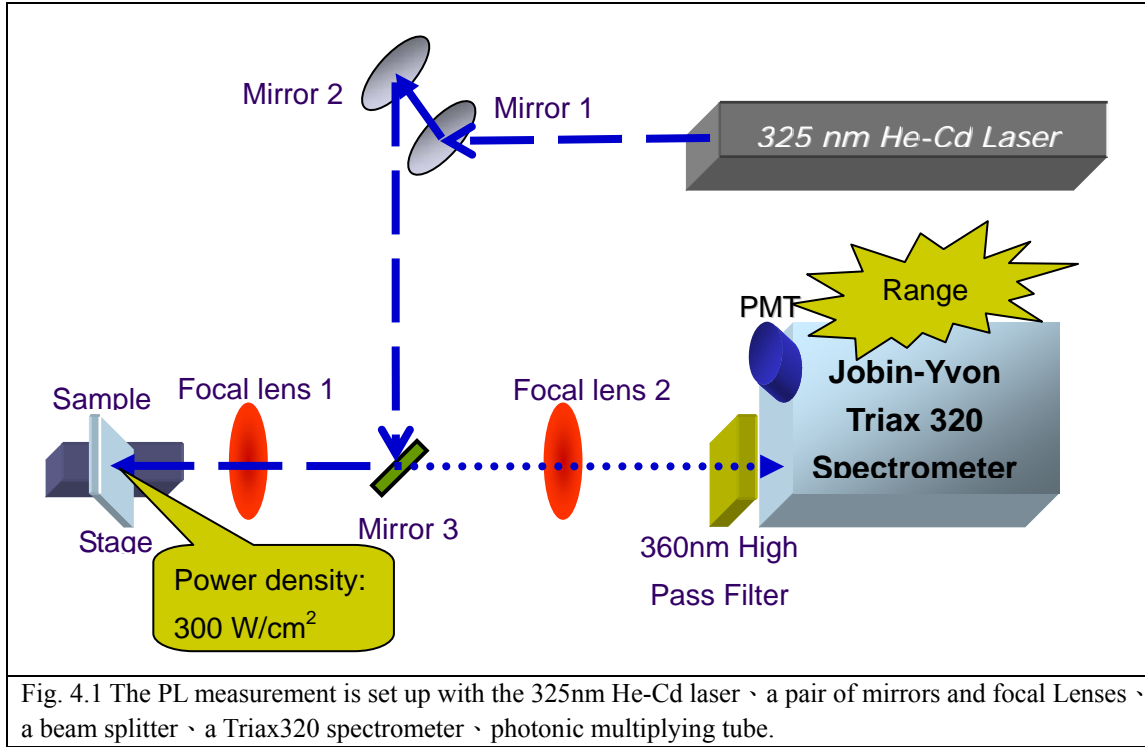 Mirror 2
Mirror 1
325 nm He-Cd Laser
Range
PMT
Jobin-Yvon
Triax 320
Spectrometer
Sample
Focal lens 1
Focal lens 2
Stage
Mirror 3
360nm High
Pass Filter
Power density:
300 W/cm²
Fig. 4.1 The PL measurement is set up with the 325nm He-Cd laser、a pair of mirrors and focal Lenses、
a beam splitter、a Triax320 spectrometer、photonic multiplying tube.